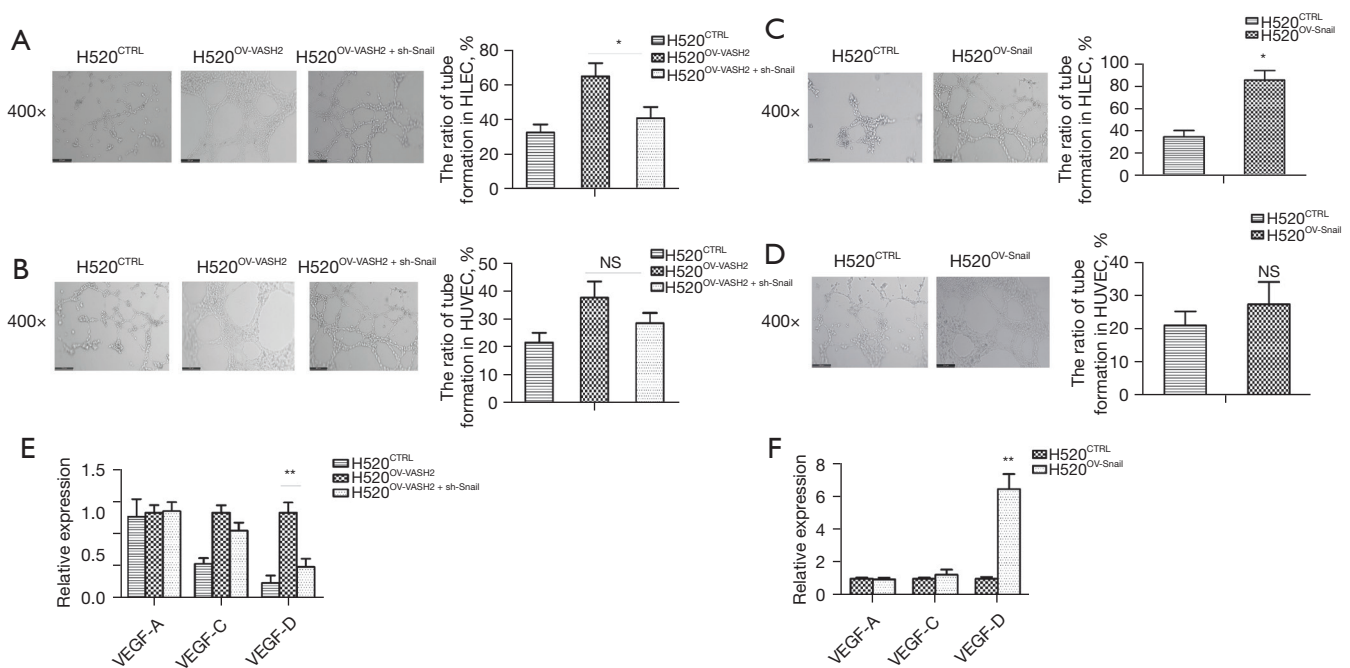 A
H520CTRL
H520OV-VASH2
H520OV-VASH2 + sh-Snail
400×
The ratio of tube
formation in HLEC, %
80
60
40
20
0
*
H520CTRL
H520OV-VASH2
H520OV-VASH2 + sh-Snail
C
H520CTRL
H520OV-Snail
400×
The ratio of tube
formation in HLEC, %
100
80
60
40
20
0
*
H520CTRL
H520OV-Snail
B
H520CTRL
H520OV-VASH2
H520OV-VASH2 + sh-Snail
400×
The ratio of tube
formation in HUVEC, %
50
40
30
20
10
0
NS
H520CTRL
H520OV-VASH2
H520OV-VASH2 + sh-Snail
D
H520CTRL
H520OV-Snail
400×
The ratio of tube
formation in HUVEC, %
40
30
20
10
0
NS
H520CTRL
H520OV-Snail
E
Relative expression
1.5
1.0
0.5
0.0
**
VEGF-A
VEGF-C
VEGF-D
H520CTRL
H520OV-VASH2
H520OV-VASH2 + sh-Snail
F
Relative expression
8
6
4
2
0
**
VEGF-A
VEGF-C
VEGF-D
H520CTRL
H520OV-Snail